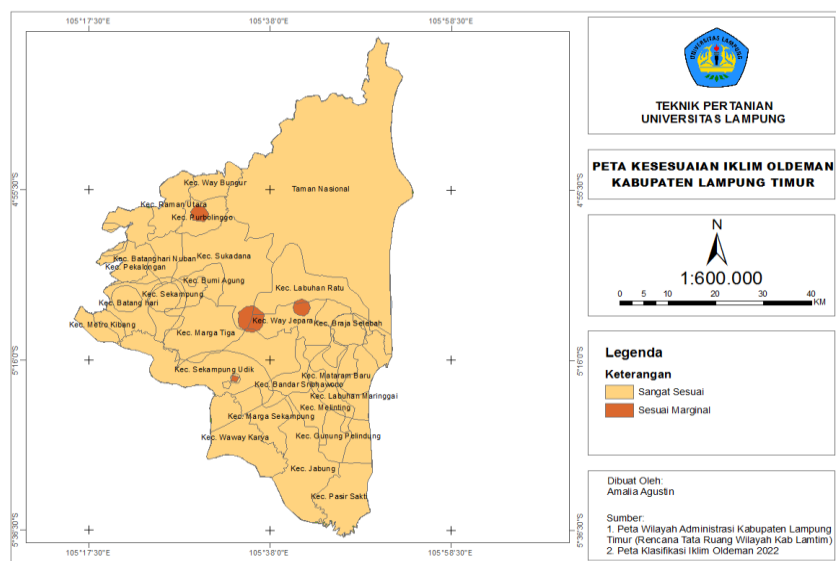 105°17'30"E
105°38'0"E
105°58'30"E
4°55'30"S
5°16'0"S
5°36'30"S
Taman Nasional
Kec. Way Bungur
Kec. Raman Utara
Kec. Purbolinggo
Kec. Batanghari Nuban
Kec. Sukadana
Kec. Pekalongan
Kec. Bumi Agung
Kec. Labuhan Ratu
Kec. Sekampung
Kec. Batang hari
Kec. Metro Kibang
Kec. Marga Tiga
Kec. Way Jepara
Kec. Braja Selebah
Kec. Sekampung Udik
Kec. Mataram Baru
Kec. Bandar Sribhawono
Kec. Labuhan Maringgai
Kec. Melinting
Kec. Marga Sekampung
Kec. Waway Karya
Kec. Gunung Pelindung
Kec. Jabung
Kec. Pasir Sakti
4°55'30"S
5°16'0"S
5°36'30"S
105°17'30"E
105°38'0"E
105°58'30"E
UNIVERSITAS LAMPUNG
TEKNIK PERTANIAN
UNIVERSITAS LAMPUNG
PETA KESESUAIAN IKLIM OLDEMAN
KABUPATEN LAMPUNG TIMUR
N
1:600.000
0 5 10 20 30 40
KM
Legenda
Keterangan
Sangat Sesuai
Sesuai Marginal
Dibuat Oleh:
Amalia Agustin
Sumber:
1. Peta Wilayah Administrasi Kabupaten Lampung
Timur (Rencana Tata Ruang Wilayah Kab Lamtim)
2. Peta Klasifikasi Iklim Oldeman 2022